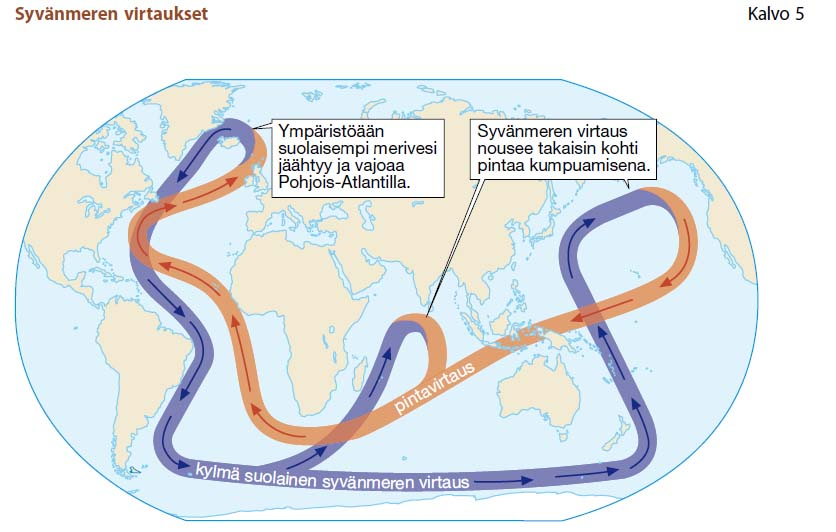 Syvänmeren virtaukset
Kalvo 5
Ympäristöään
suolaisempi merivesi
jäähtyy ja vajoaa
Pohjois-Atlantilla.
Syvänmeren virtaus
nousee takaisin kohti
pintaa kumpuamisena.
pintavirtaus
kylmä suolainen syvänmeren virtaus